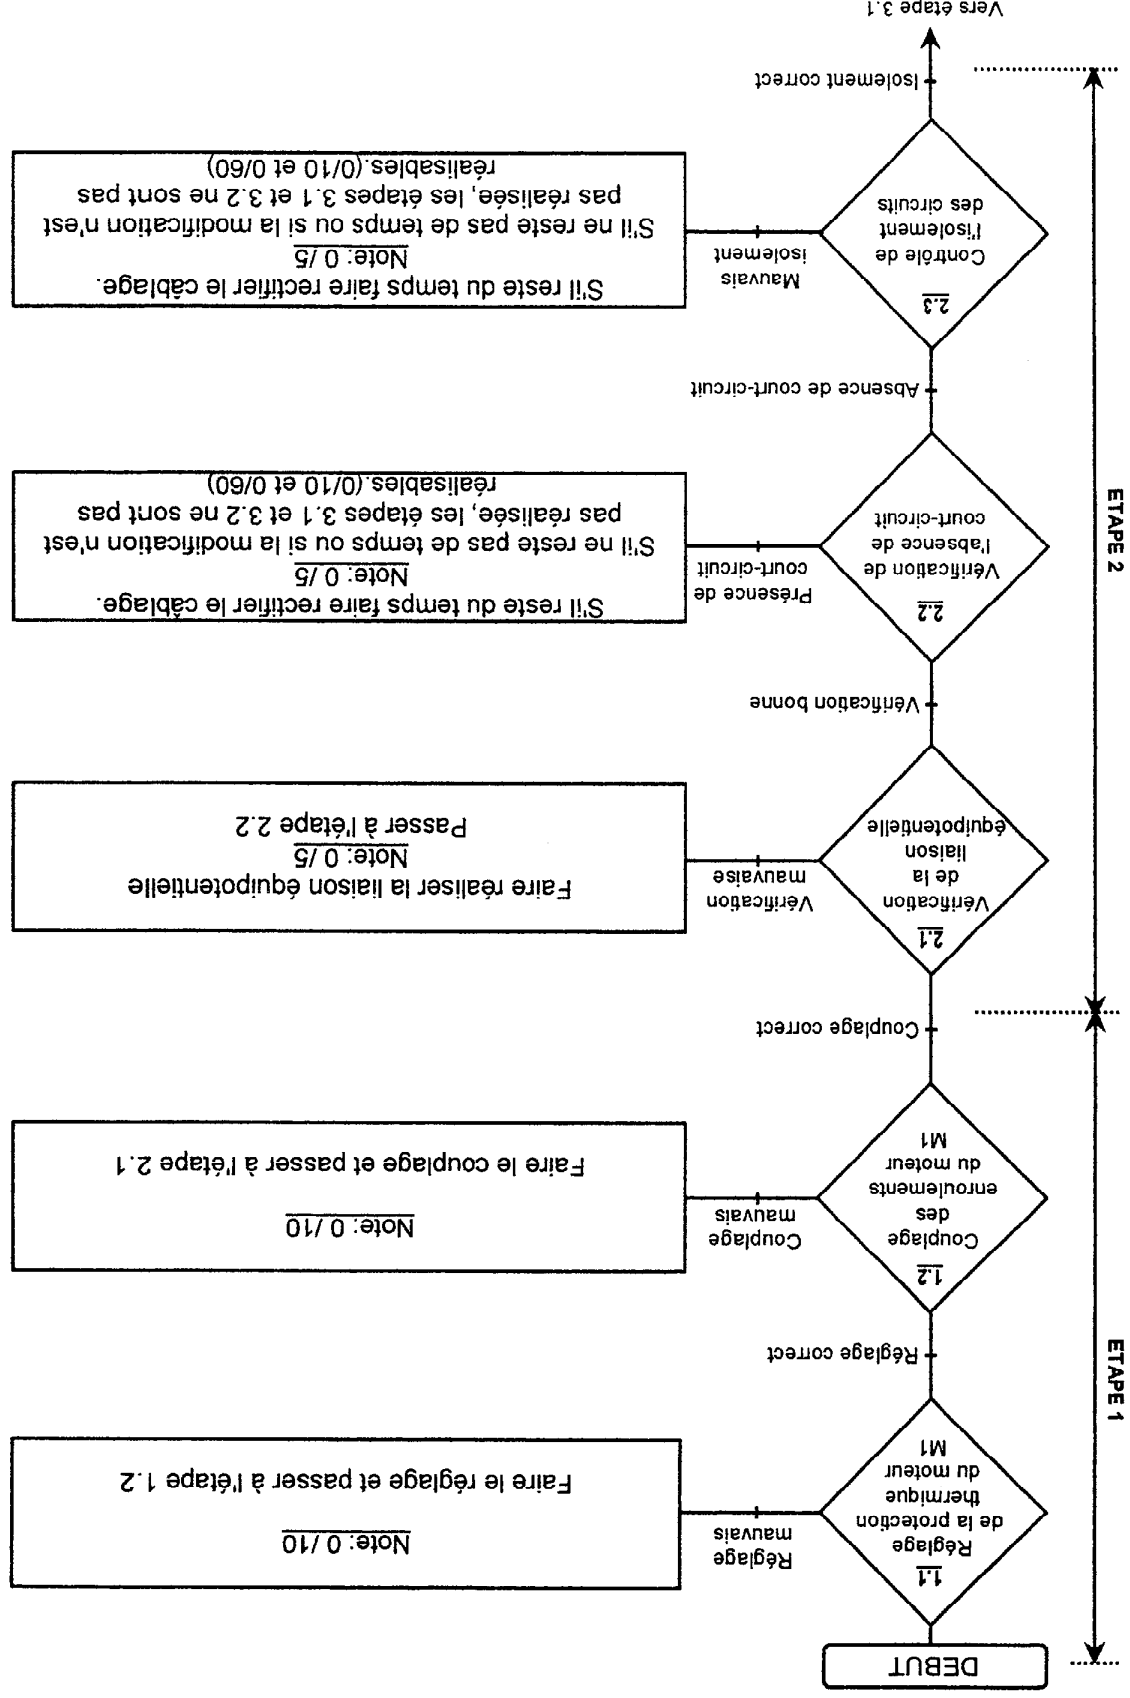 DEBUT
ETAPE 1
1.1
Réglage
de la protection
thermique
du moteur
M1
Réglage
mauvais
Note: 0 /10
Faire le réglage et passer à l'étape 1.2
Réglage correct
1.2
Couplage
des
enroulements
du moteur
M1
Couplage
mauvais
Note: 0 /10
Faire le couplage et passer à l'étape 2.1
Couplage correct
ETAPE 2
2.1
Vérification
de la
liaison
équipotentielle
Vérification
mauvaise
Faire réaliser la liaison équipotentielle
Note: 0 /5
Passer à l'étape 2.2
Vérification bonne
2.2
Vérification de
l'absence de
court-circuit
Présence de
court-circuit
S'il reste du temps faire rectifier le câblage.
Note: 0 /5
S'il ne reste pas de temps ou si la modification n'est
pas réalisée, les étapes 3.1 et 3.2 ne sont pas
réalisables.(0/10 et 0/60)
Absence de court-circuit
2.3
Contrôle de
l'isolement
des circuits
Mauvais
isolement
S'il reste du temps faire rectifier le câblage.
Note: 0 /5
S'il ne reste pas de temps ou si la modification n'est
pas réalisée, les étapes 3.1 et 3.2 ne sont pas
réalisables.(0/10 et 0/60)
Isolement correct
Vers étape 3.1